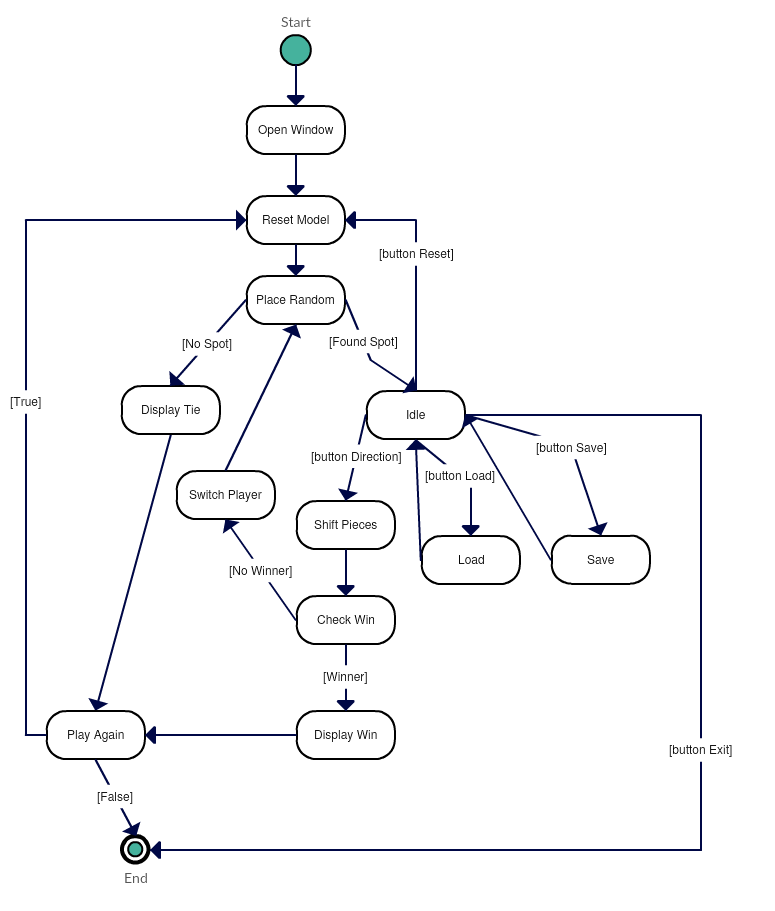 Start
Open Window
Reset Model
[button Reset]
Place Random
[No Spot]
[Found Spot]
[True]
Display Tie
Idle
[button Direction]
[button Load]
[button Save]
Switch Player
Shift Pieces
Load
Save
[No Winner]
Check Win
[Winner]
Play Again
Display Win
[button Exit]
[False]
End